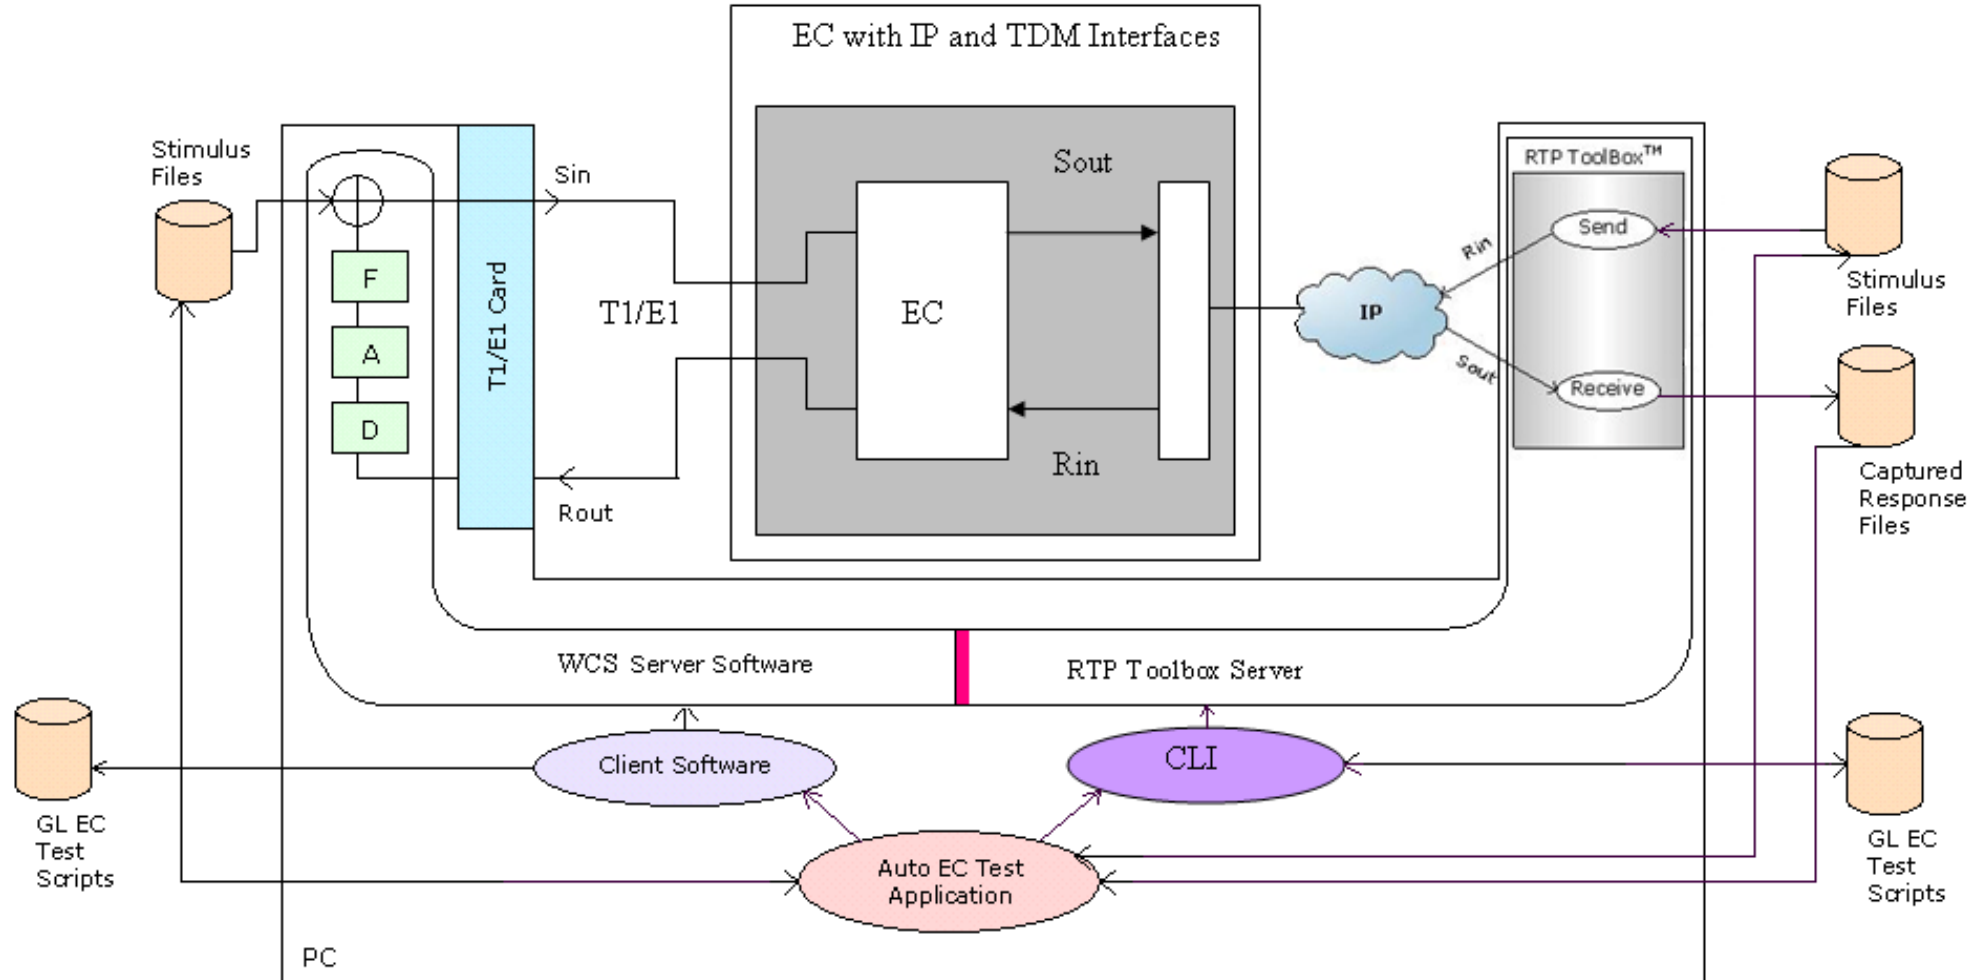 EC with IP and TDM Interfaces
Stimulus
Files
Sin
Sout
RTP ToolBox™
Send
Rin
F
A
D
T1/E1 Card
T1/E1
EC
IP
Stimulus
Files
Sout
Receive
Rin
Rout
Captured
Response
Files
WCS Server Software
RTP Toolbox Server
Client Software
CLI
GL EC
Test
Scripts
Auto EC Test
Application
GL EC
Test
Scripts
PC